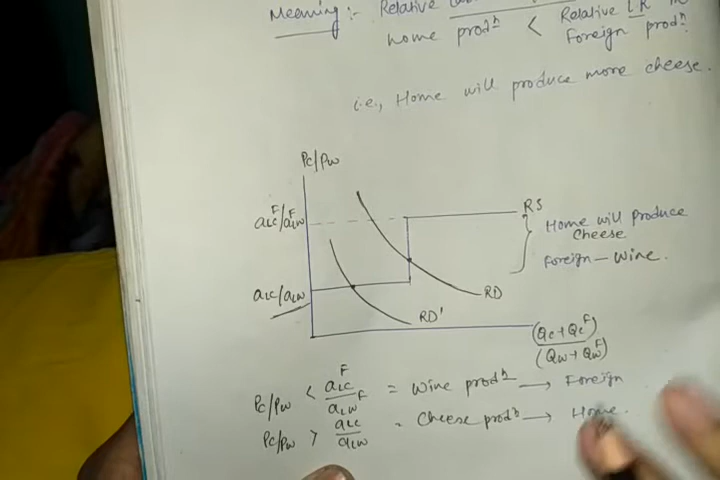 Meening :- Relative
home prodⁿ < Relative LR
Foreign prodⁿ.
i.e., Home will produce more cheese.
Pc/Pw
aLC^F/aLW^F
RS
Home will produce
Cheese
Foreign - Wine.
aLC/aLW
RD
RD'
(Qc + Qc^F)
(Qw + Qw^F)
Pc/Pw < aLC^F/aLW^F = Wine prodⁿ → Foreign
Pc/Pw > aLC/aLW = Cheese prodⁿ → Home.